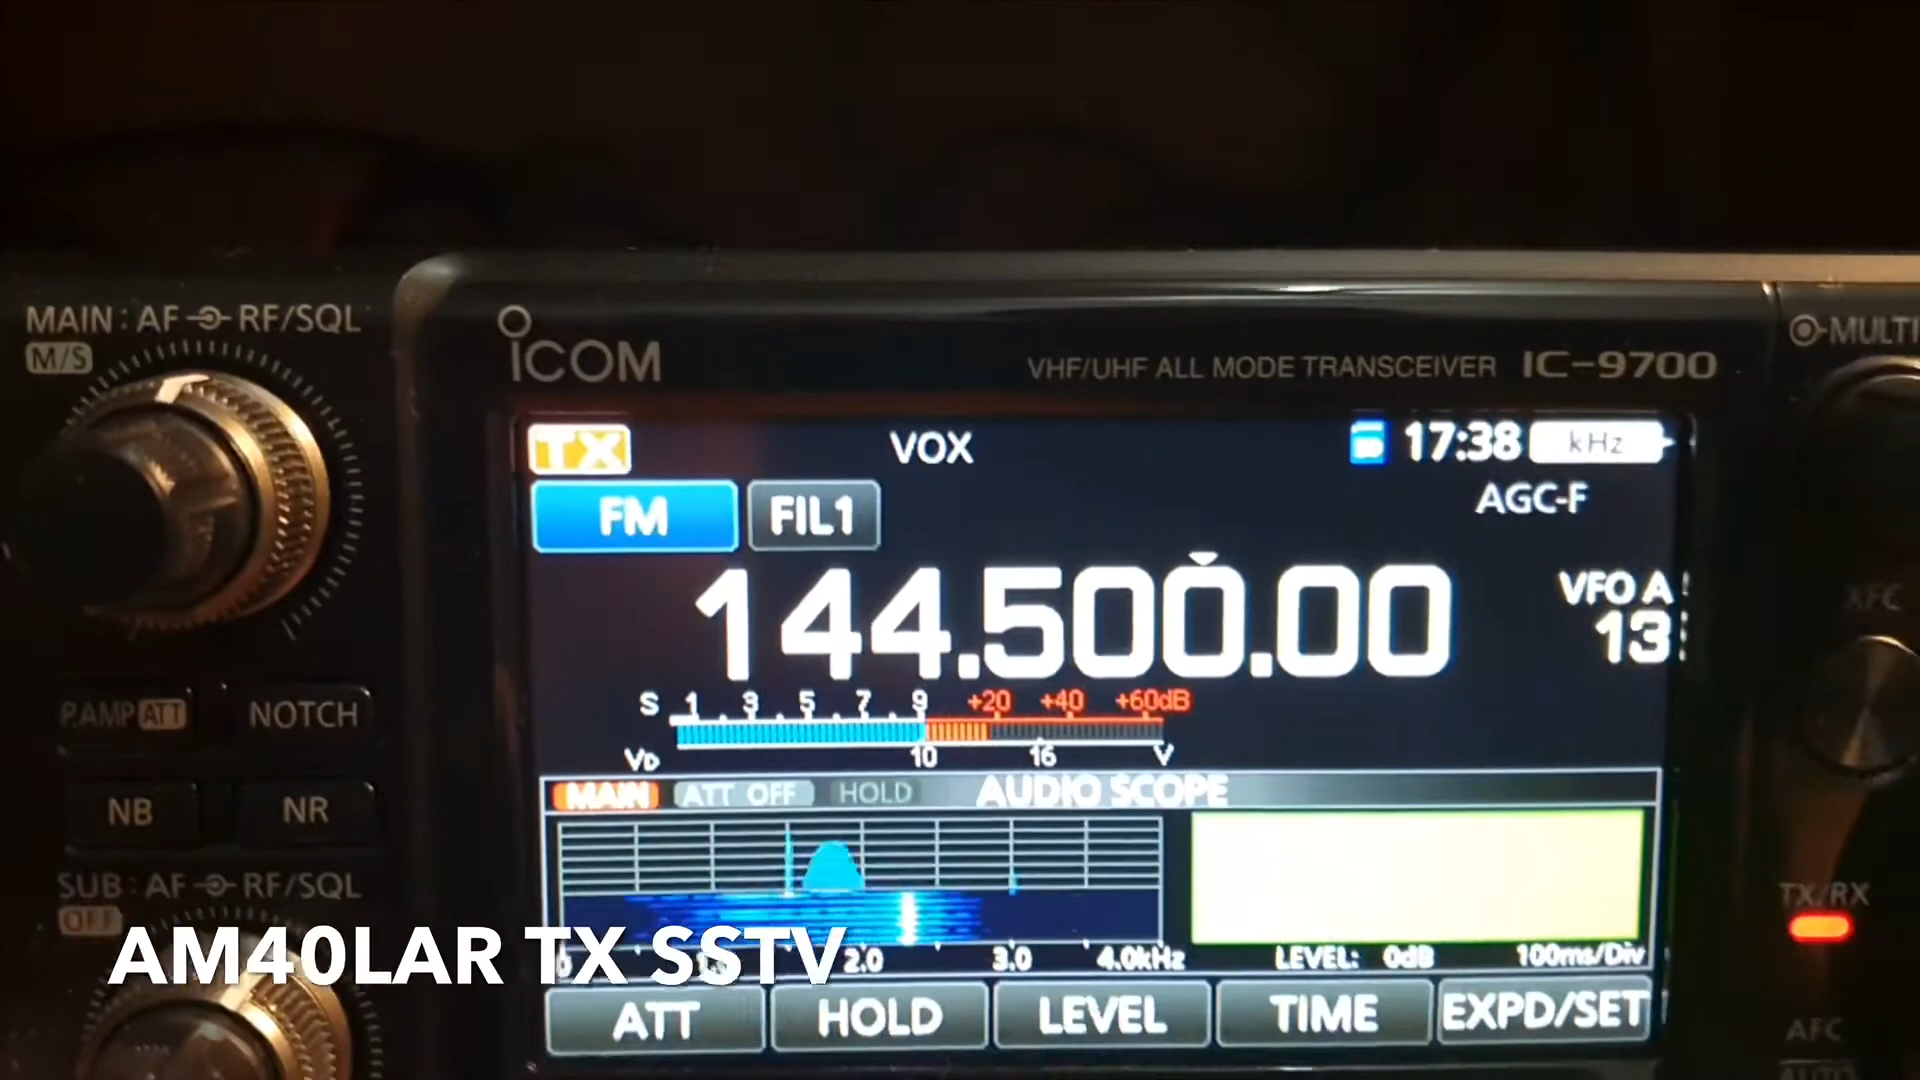 MAIN: AF RF/SQL
M/S
ICOM
VHF/UHF ALL MODE TRANSCEIVER IC-9700
MULTI
TX VOX 17:38 kHz
FM FIL1 AGC-F
144.500.00
VFO A
13
S 1 3 5 7 9 +20 +40 +60dB
VD 10 16 V
P.AMP ATT NOTCH
NB NR
MAIN ATT OFF HOLD AUDIO SCOPE
SUB: AF RF/SQL
OFF
XFC
TX/RX
AM40LAR TX SSTV
0 2.0 3.0 4.0kHz LEVEL: 0dB 100ms/Div
ATT HOLD LEVEL TIME EXPD/SET
AFC
AUTO